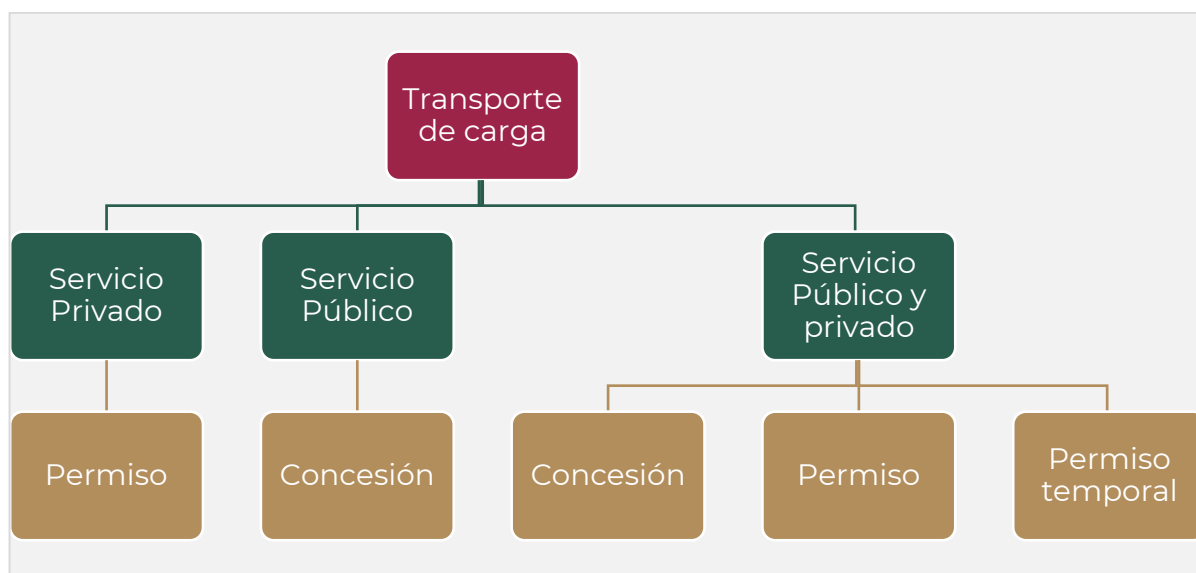 Transporte
de carga
Servicio
Privado
Servicio
Público
Servicio
Público y
privado
Permiso
Concesión
Concesión
Permiso
Permiso
temporal